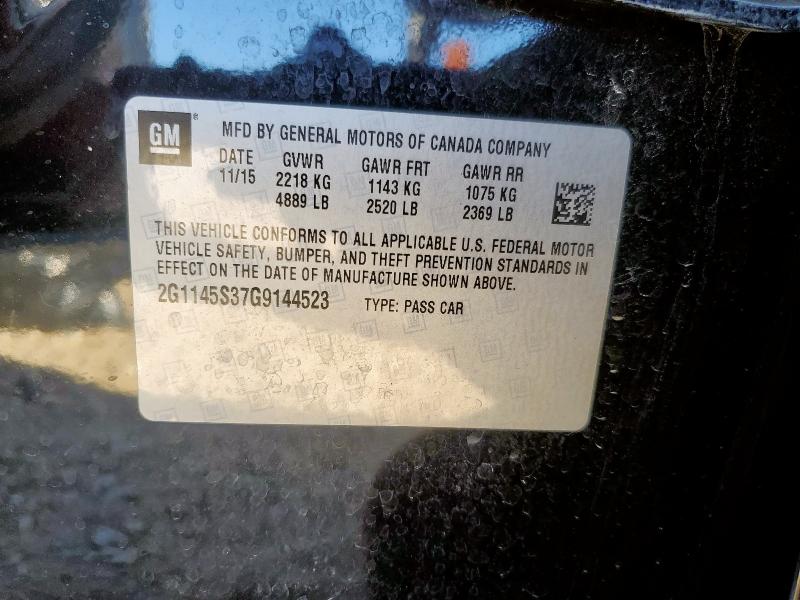 GM
MFD BY GENERAL MOTORS OF CANADA COMPANY
DATE GVWR GAWR FRT GAWR RR
11/15 2218 KG 1143 KG 1075 KG
4889 LB 2520 LB 2369 LB
THIS VEHICLE CONFORMS TO ALL APPLICABLE U.S. FEDERAL MOTOR
VEHICLE SAFETY, BUMPER, AND THEFT PREVENTION STANDARDS IN
EFFECT ON THE DATE OF MANUFACTURE SHOWN ABOVE.
2G1145S37G9144523 TYPE: PASS CAR